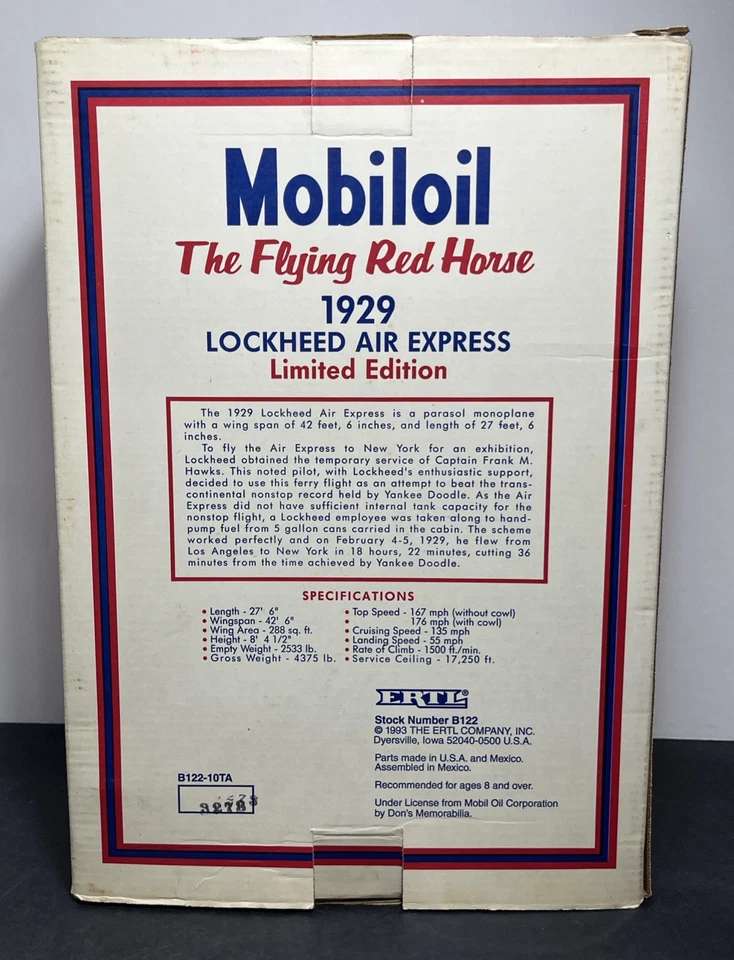 Mobiloil
The Flying Red Horse
1929
LOCKHEED AIR EXPRESS
Limited Edition
The 1929 Lockheed Air Express is a parasol monoplane
with a wing span of 42 feet, 6 inches, and length of 27 feet, 6
inches.
To fly the Air Express to New York for an exhibition,
Lockheed obtained the temporary service of Captain Frank M.
Hawks. This noted pilot, with Lockheed's enthusiastic support,
decided to use this ferry flight as an attempt to beat the trans-
continental nonstop record held by Yankee Doodle. As the Air
Express did not have sufficient internal tank capacity for the
nonstop flight, a Lockheed employee was taken along to hand-
pump fuel from 5 gallon cans carried in the cabin. The scheme
worked perfectly and on February 4-5, 1929, he flew from
Los Angeles to New York in 18 hours, 22 minutes, cutting 36
minutes from the time achieved by Yankee Doodle.
SPECIFICATIONS
• Length - 27' 6"
• Wingspan - 42' 6"
• Wing Area - 288 sq. ft.
• Height - 8' 4 1/2"
• Empty Weight - 2533 lb.
• Gross Weight - 4375 lb.
• Top Speed - 167 mph (without cowl)
176 mph (with cowl)
• Cruising Speed - 135 mph
• Landing Speed - 55 mph
• Rate of Climb - 1500 ft./min.
• Service Ceiling - 17,250 ft.
ERTL®
Stock Number B122
© 1993 THE ERTL COMPANY, INC.
Dyersville, Iowa 52040-0500 U.S.A.
Parts made in U.S.A. and Mexico.
Assembled in Mexico.
Recommended for ages 8 and over.
Under License from Mobil Oil Corporation
by Don's Memorabilia.
B122-10TA